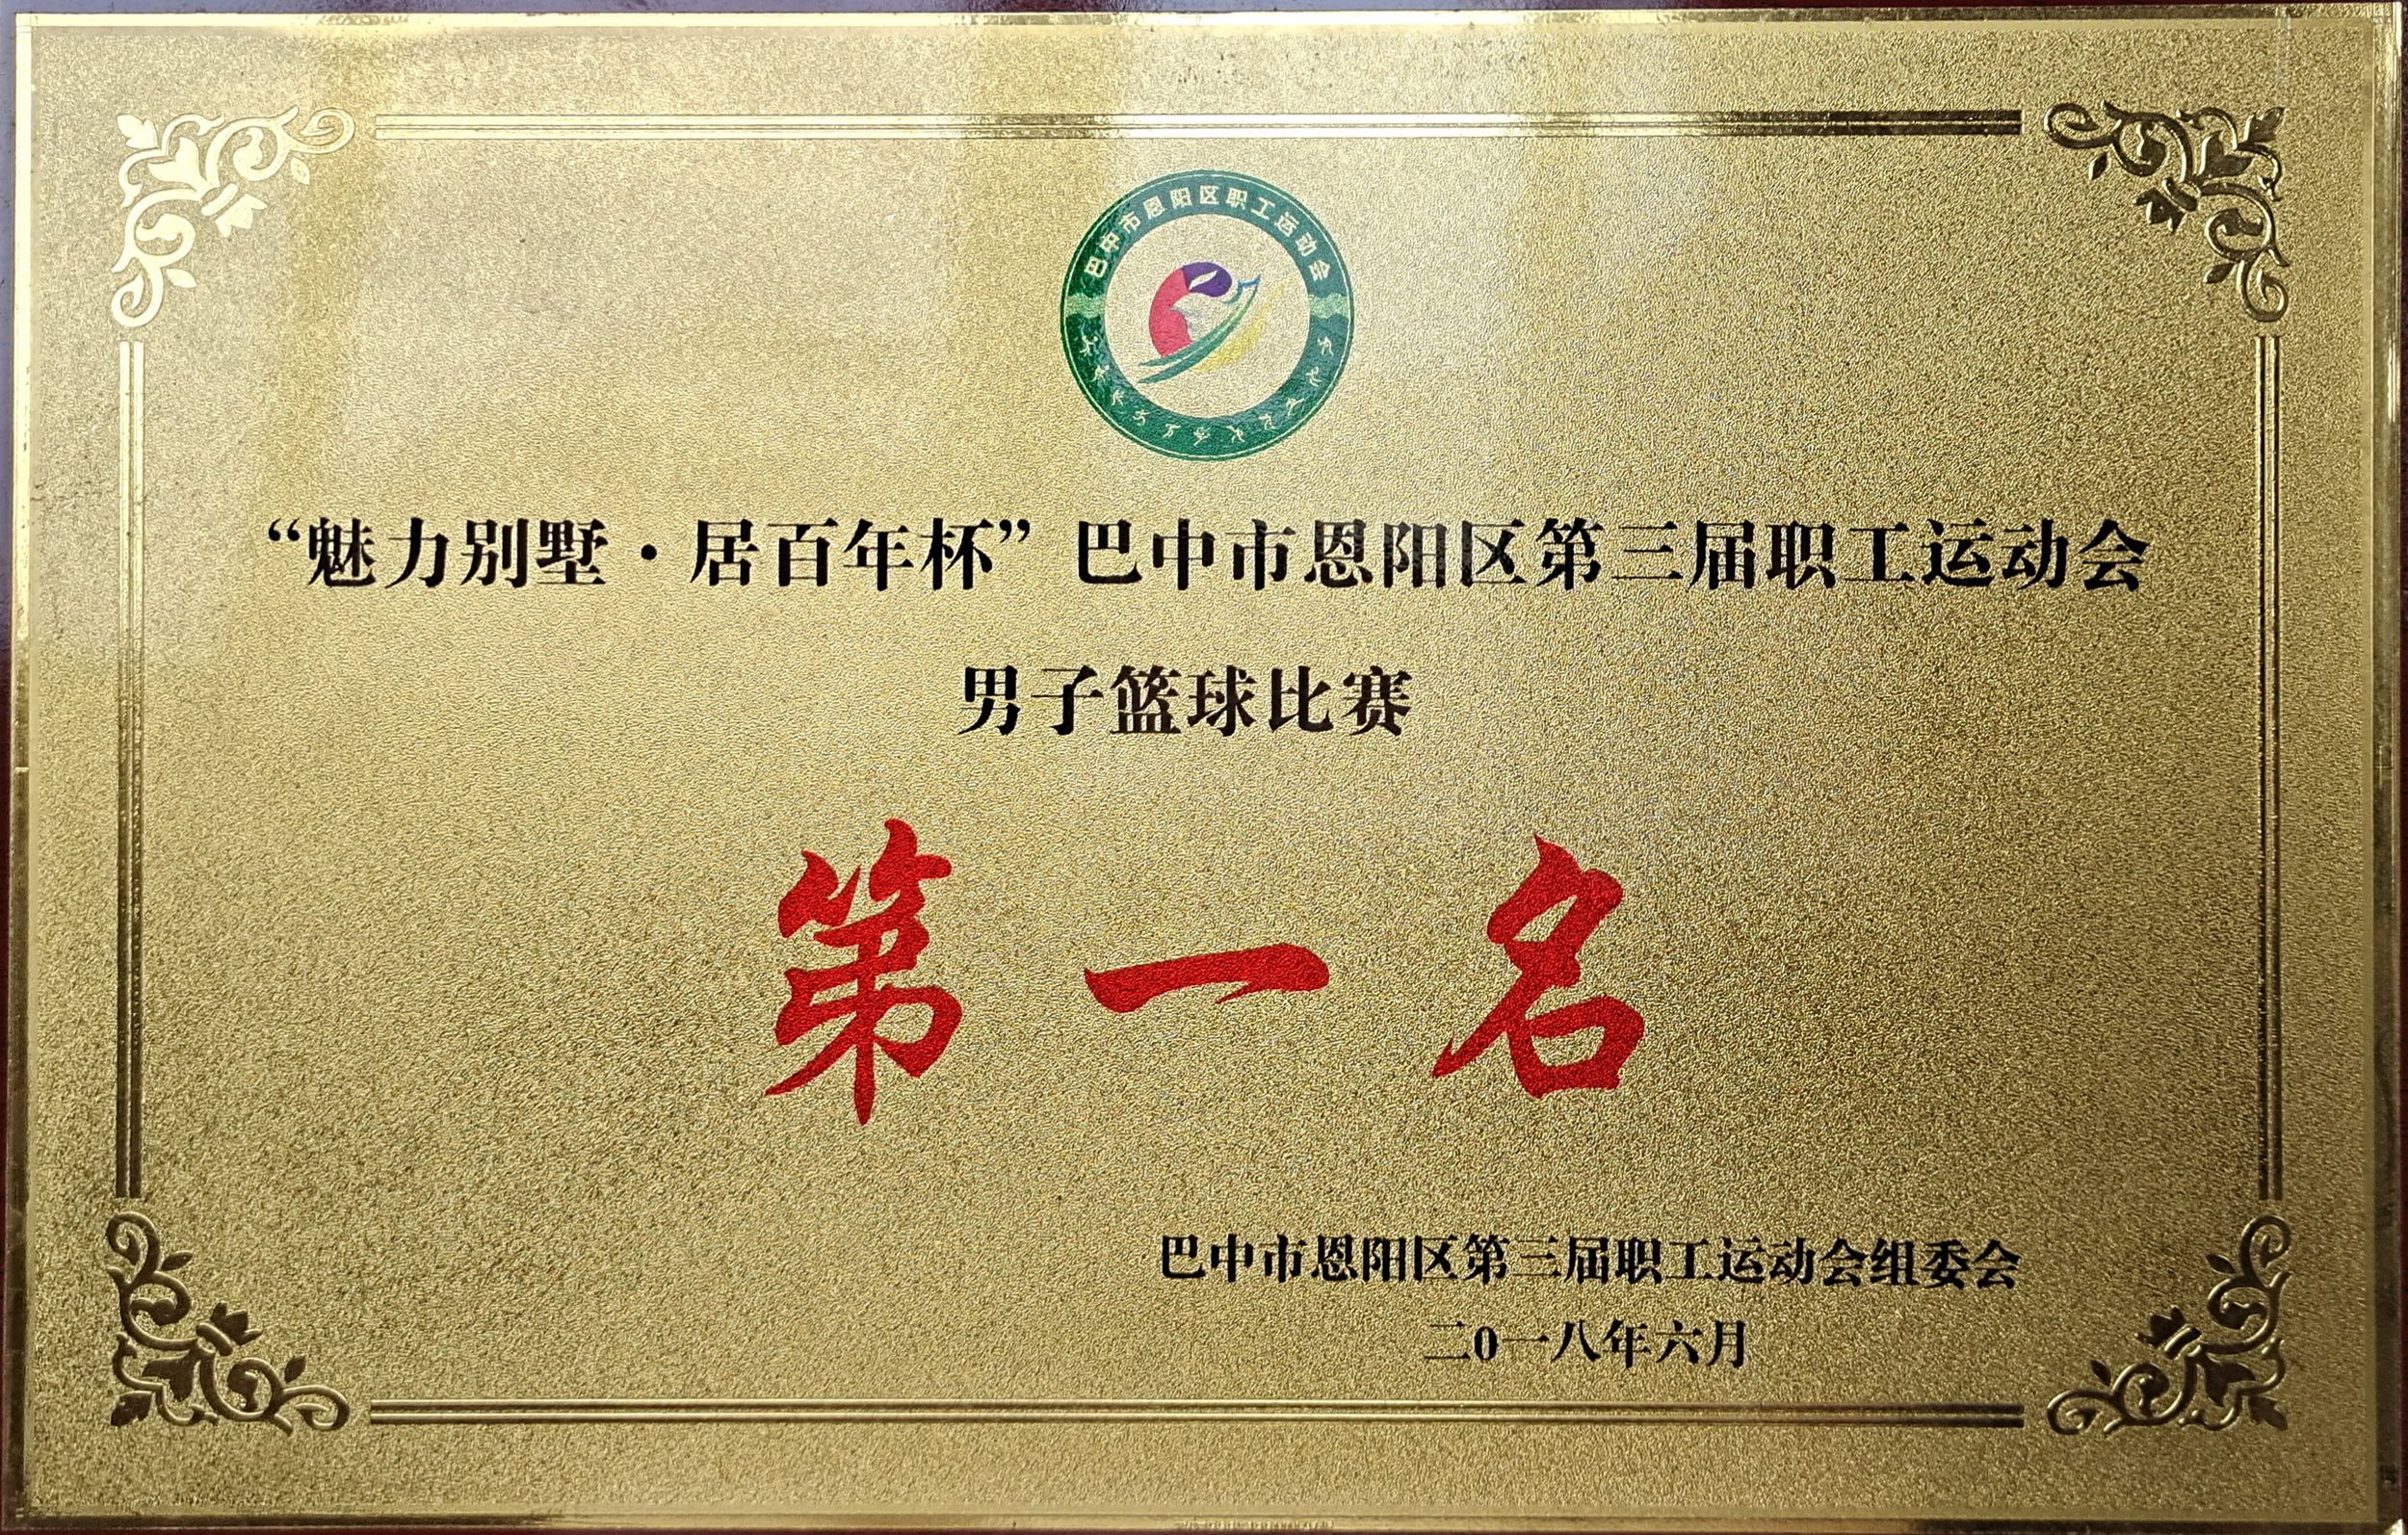 巴中市恩阳区职工运动会
“魅力别墅·居百年杯”巴中市恩阳区第三届职工运动会
男子篮球比赛
第一名
巴中市恩阳区第三届职工运动会组委会
二0一八年六月